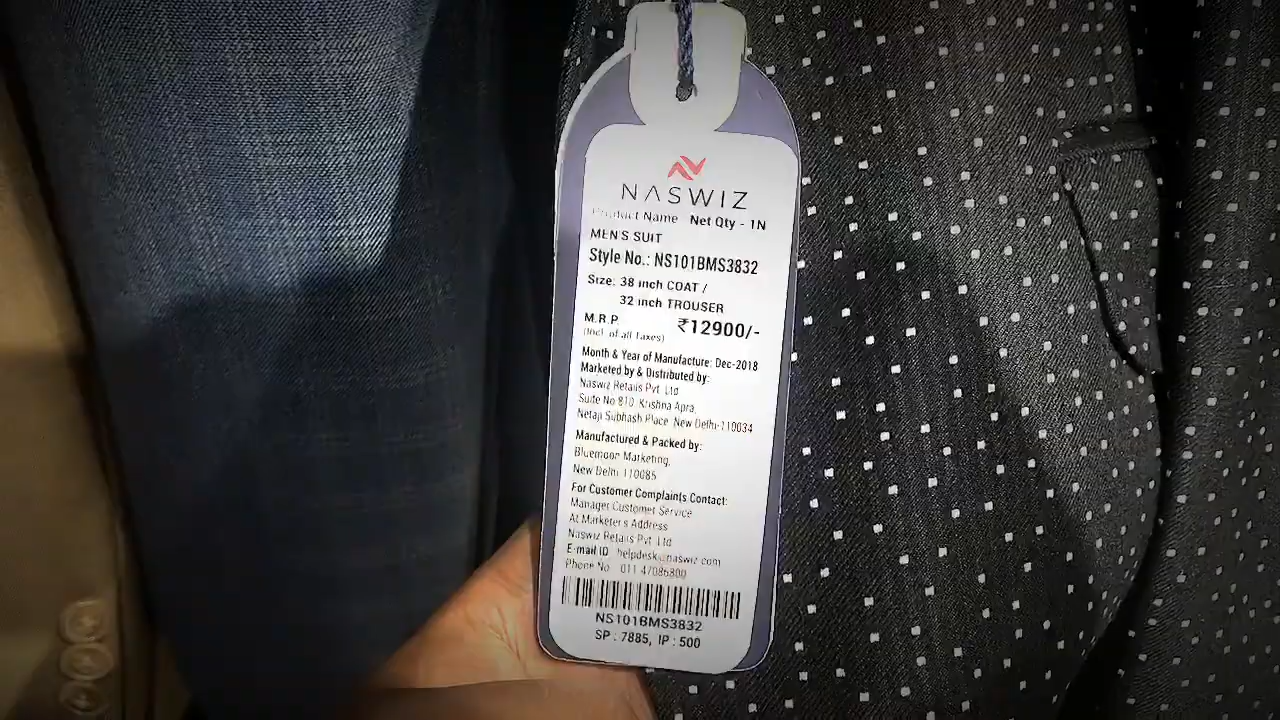 NASWIZ
Product Name Net Qty - 1N
MEN'S SUIT
Style No.: NS101BMS3832
Size: 38 inch COAT /
32 inch TROUSER
M.R.P. ₹12900/-
(Incl. of all taxes)
Month & Year of Manufacture: Dec-2018
Marketed by & Distributed by:
Naswiz Retails Pvt. Ltd
Suite No 810, Krishna Apra,
Netaji Subhash Place, New Delhi-110034
Manufactured & Packed by:
Bluemoon Marketing,
New Delhi 110085
For Customer Complaints Contact:
Manager Customer Service
At Marketer's Address
Naswiz Retails Pvt. Ltd
E-mail ID helpdesk@naswiz.com
Phone No. 011 47086800
NS101BMS3832
SP : 7885, IP : 500